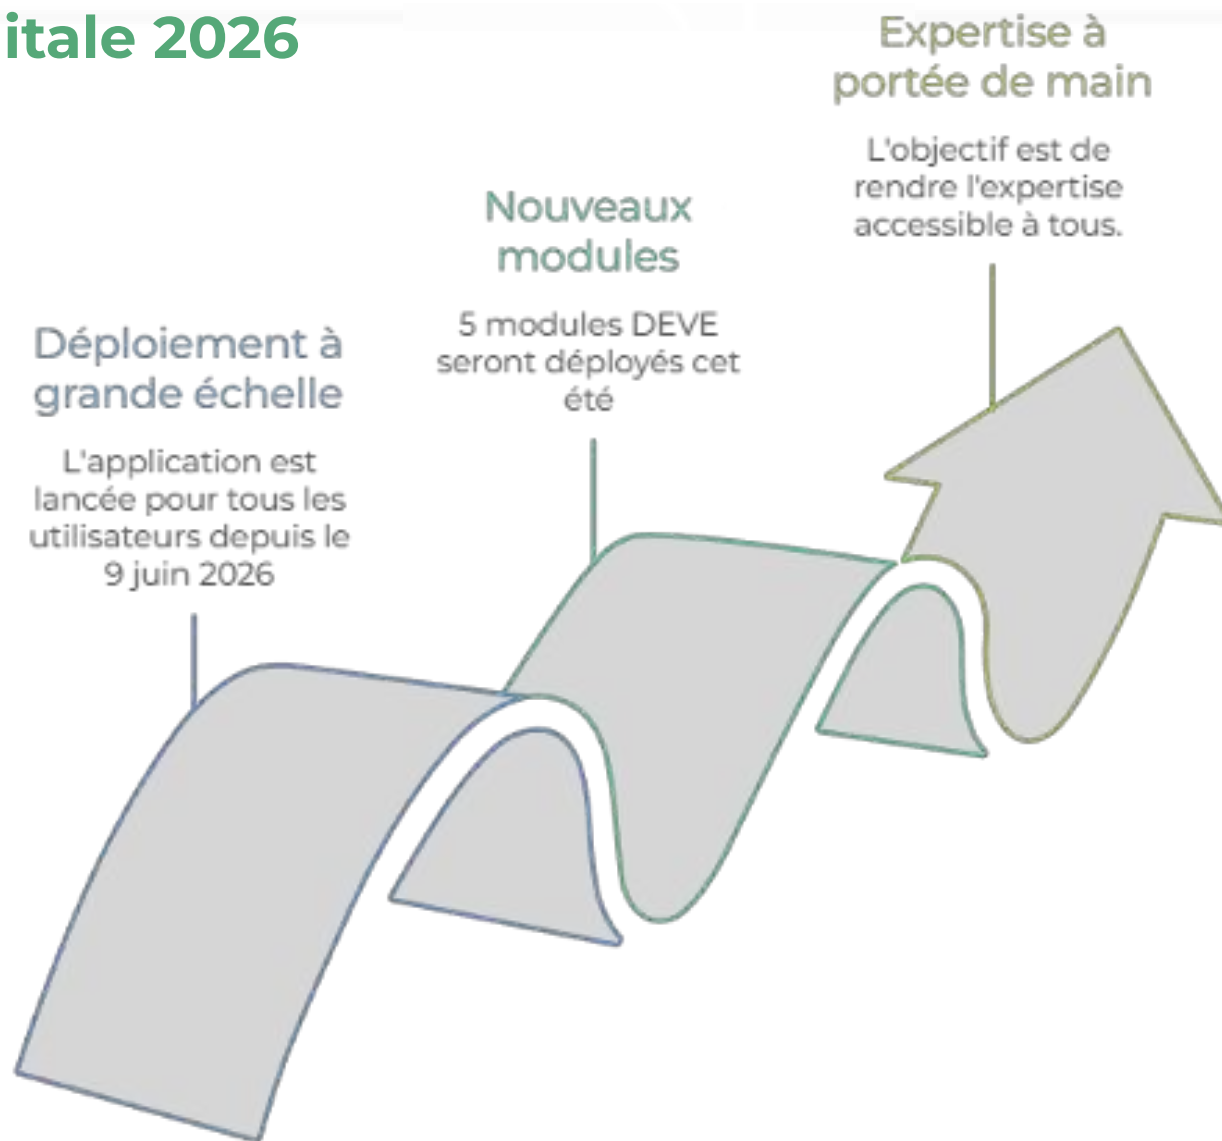 itale 2026
Expertise à
portée de main
L'objectif est de
rendre l'expertise
accessible à tous.
Nouveaux
modules
5 modules DEVE
seront déployés cet
été
Déploiement à
grande échelle
L'application est
lancée pour tous les
utilisateurs depuis le
9 juin 2026